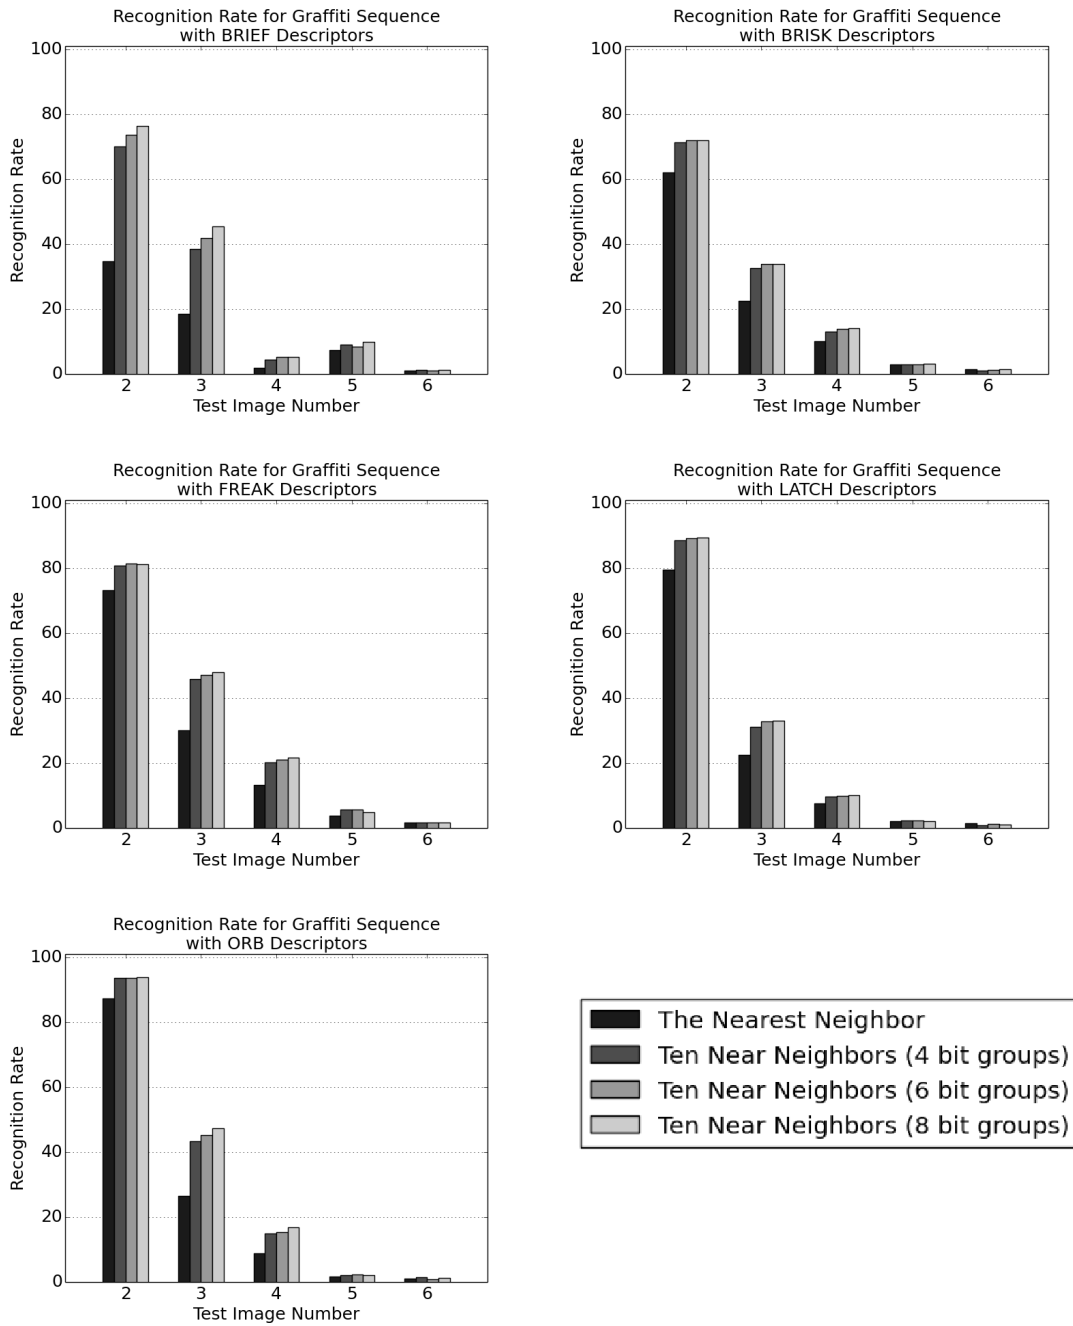 Recognition Rate for Graffiti Sequence
with BRIEF Descriptors
100
80
60
40
20
0
Recognition Rate
2 3 4 5 6
Test Image Number
Recognition Rate for Graffiti Sequence
with BRISK Descriptors
100
80
60
40
20
0
Recognition Rate
2 3 4 5 6
Test Image Number
Recognition Rate for Graffiti Sequence
with FREAK Descriptors
100
80
60
40
20
0
Recognition Rate
2 3 4 5 6
Test Image Number
Recognition Rate for Graffiti Sequence
with LATCH Descriptors
100
80
60
40
20
0
Recognition Rate
2 3 4 5 6
Test Image Number
Recognition Rate for Graffiti Sequence
with ORB Descriptors
100
80
60
40
20
0
Recognition Rate
2 3 4 5 6
Test Image Number
The Nearest Neighbor
Ten Near Neighbors (4 bit groups)
Ten Near Neighbors (6 bit groups)
Ten Near Neighbors (8 bit groups)